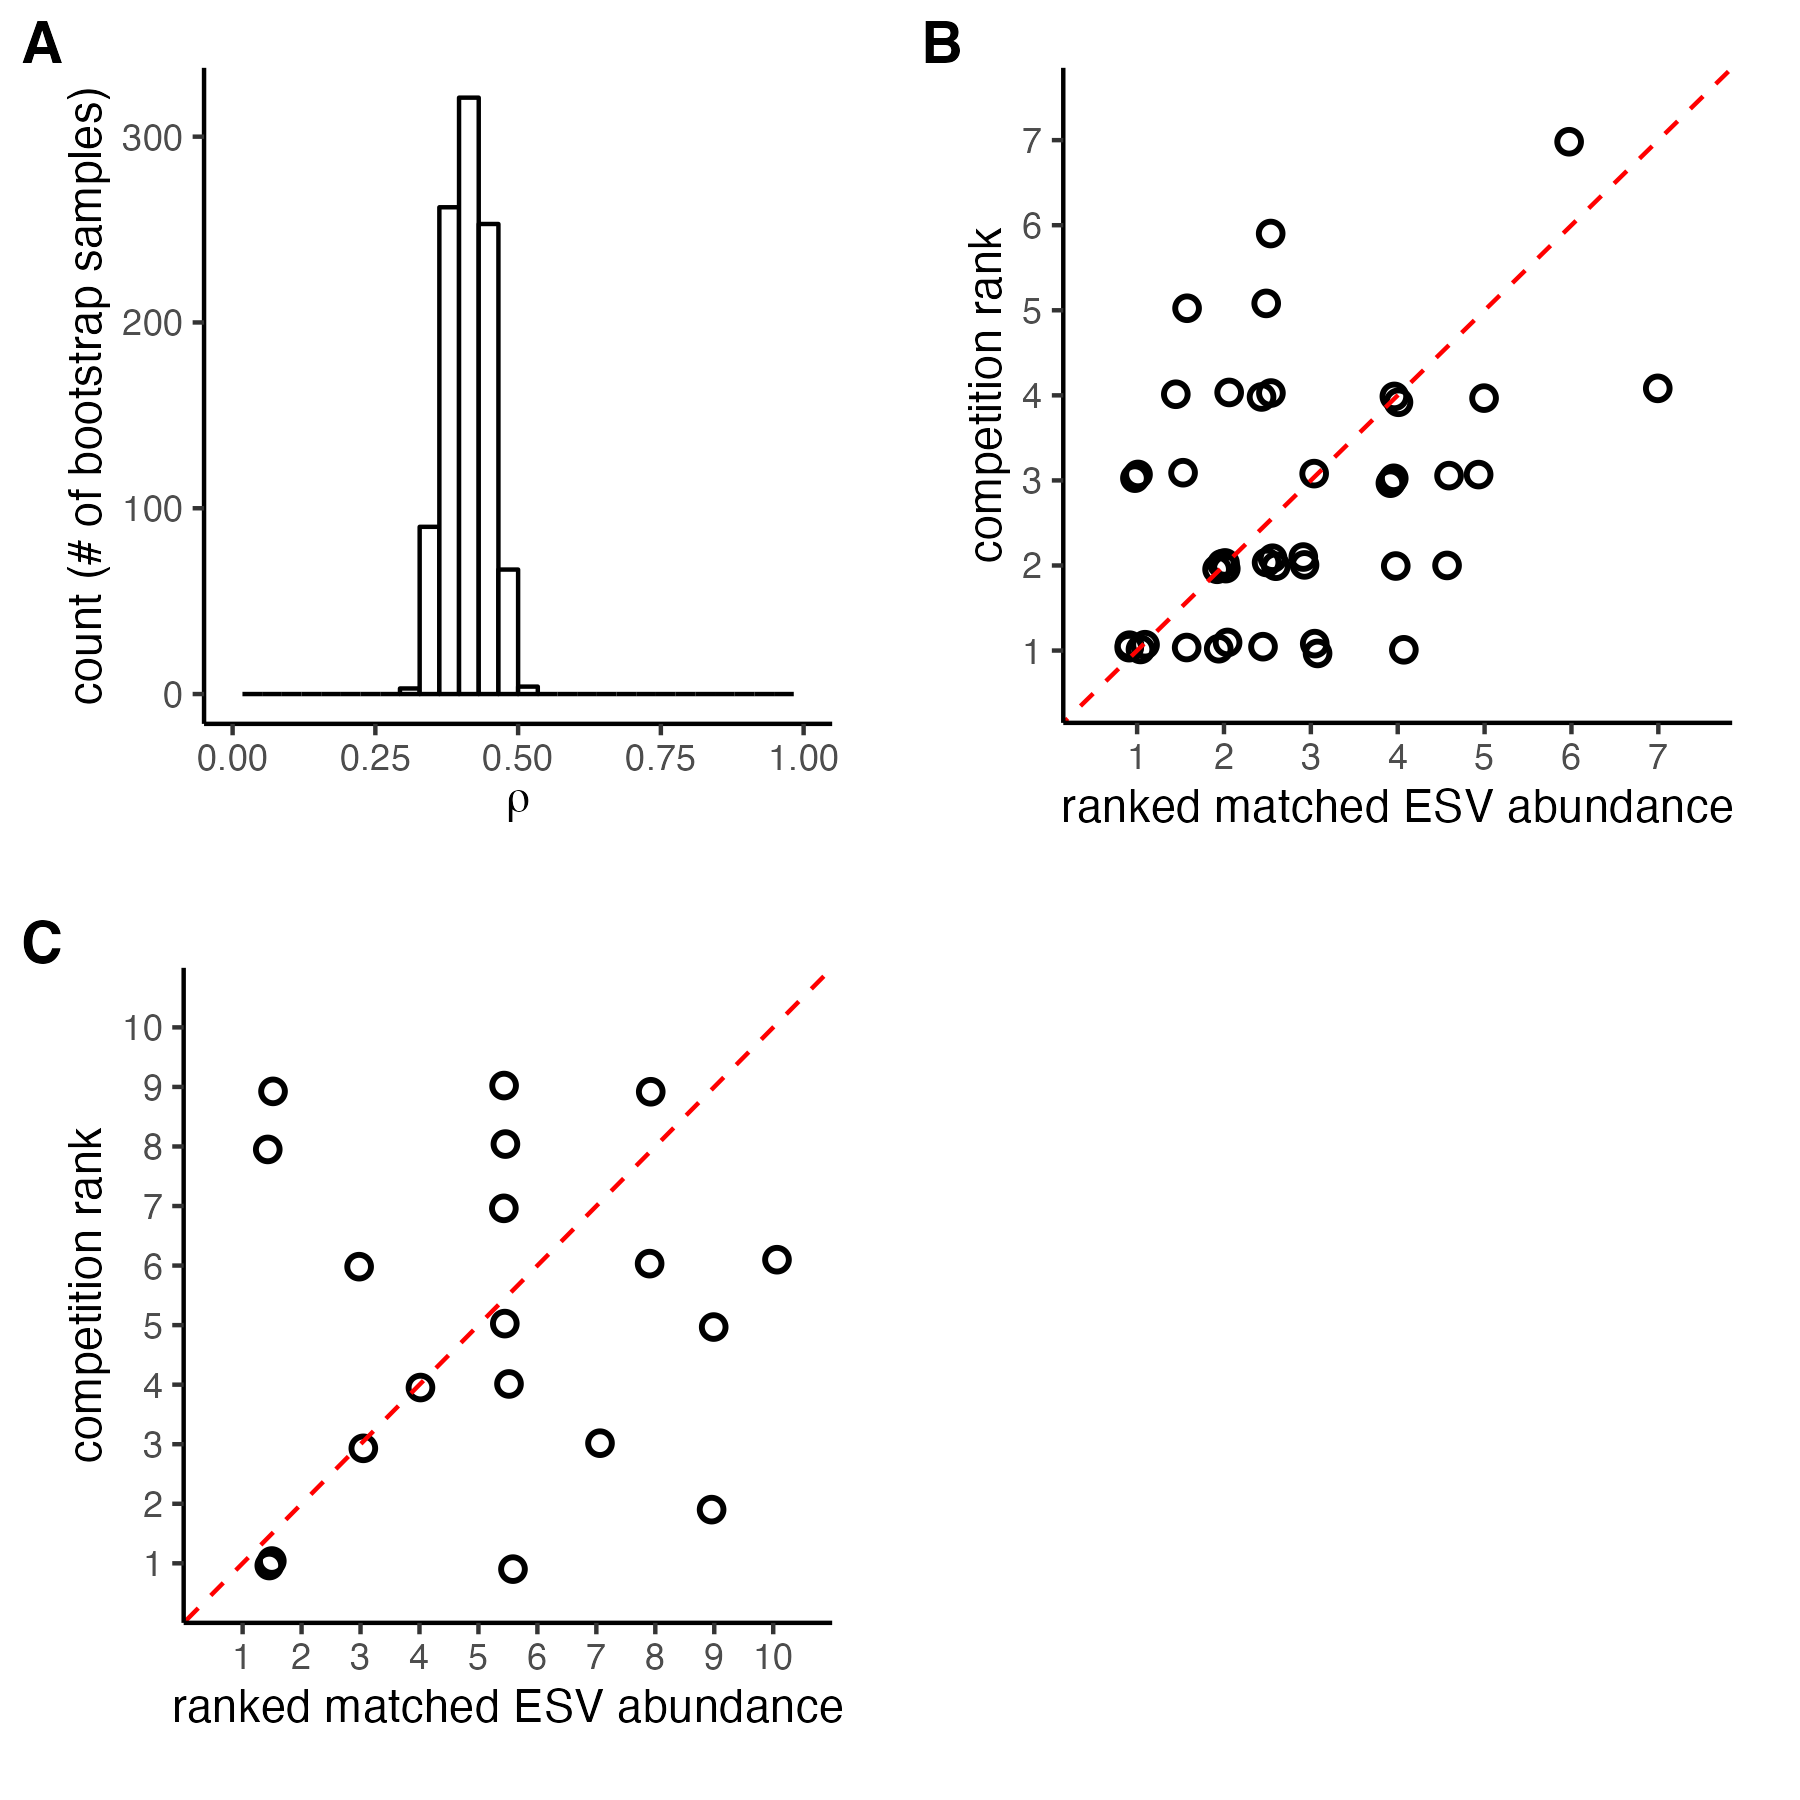 A
count (# of bootstrap samples)
300
200
100
0
0.00 0.25 0.50 0.75 1.00
ρ
B
competition rank
7
6
5
4
3
2
1
1 2 3 4 5 6 7
ranked matched ESV abundance
C
competition rank
10
9
8
7
6
5
4
3
2
1
1 2 3 4 5 6 7 8 9 10
ranked matched ESV abundance